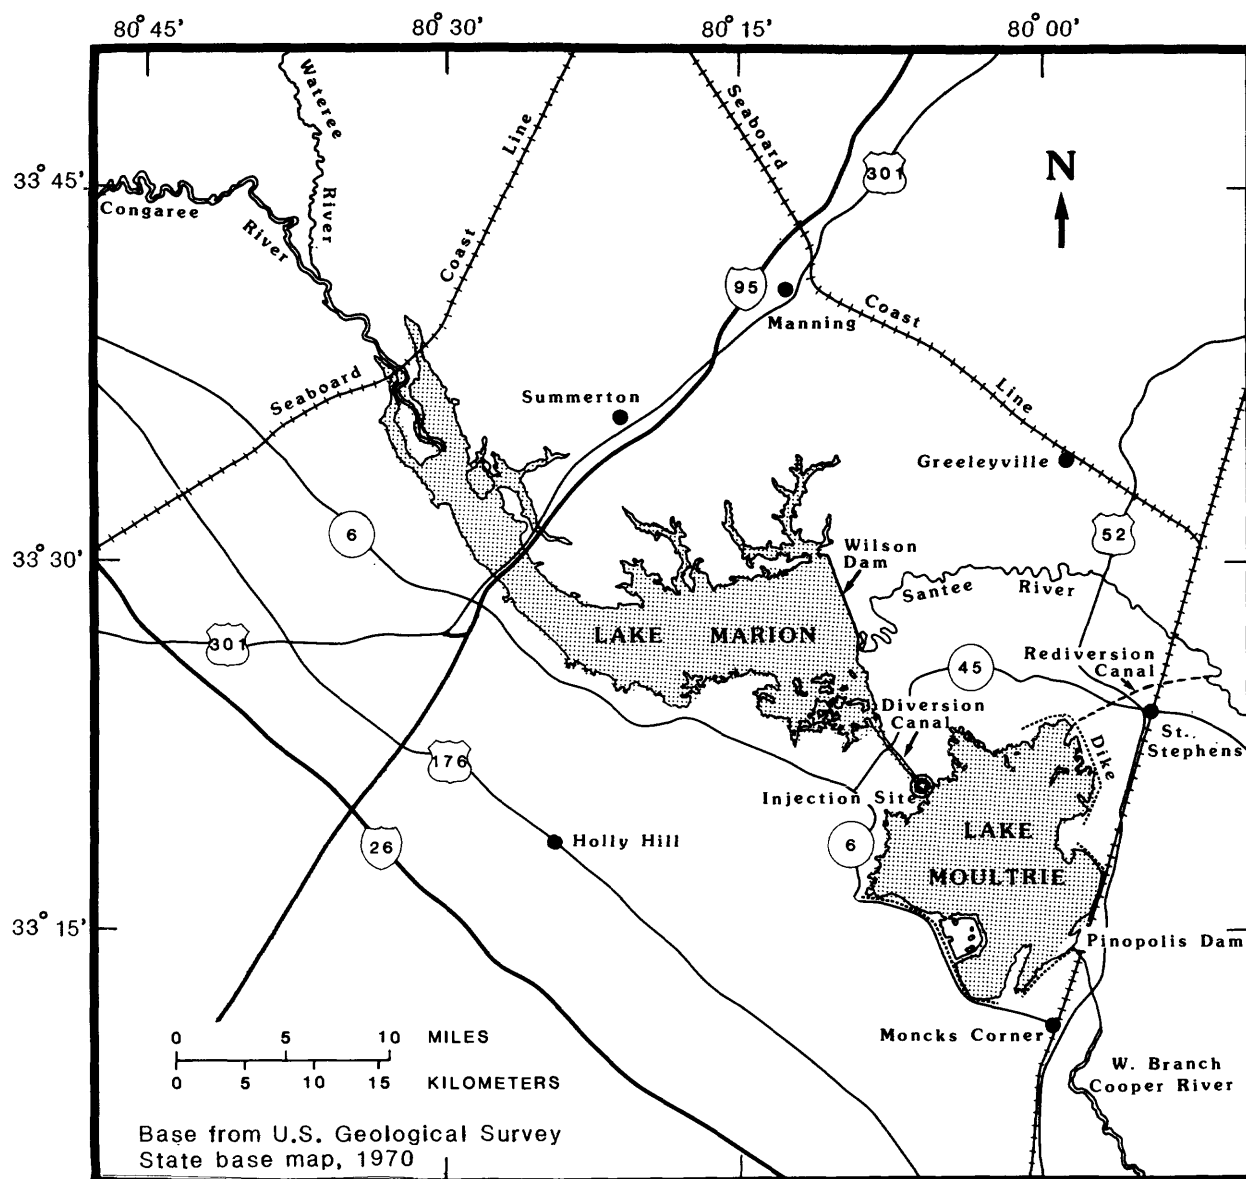 80° 45'
80° 30'
80° 15'
80° 00'
Wateree
River
Line
Seaboard
301
N
33° 45'
Congaree
River
Coast
95
Manning
Coast
Seaboard
Summerton
Line
Greeleyville
6
52
33° 30'
Wilson
Dam
Santee
River
301
LAKE MARION
45
Rediversion
Canal
Diversion
Canal
St.
Stephens
Dike
176
Injection Site
Holly Hill
26
6
LAKE
MOULTRIE
33° 15'
Pinopolis Dam
Moncks Corner
0 5 10 MILES
0 5 10 15 KILOMETERS
W. Branch
Cooper River
Base from U.S. Geological Survey
State base map, 1970